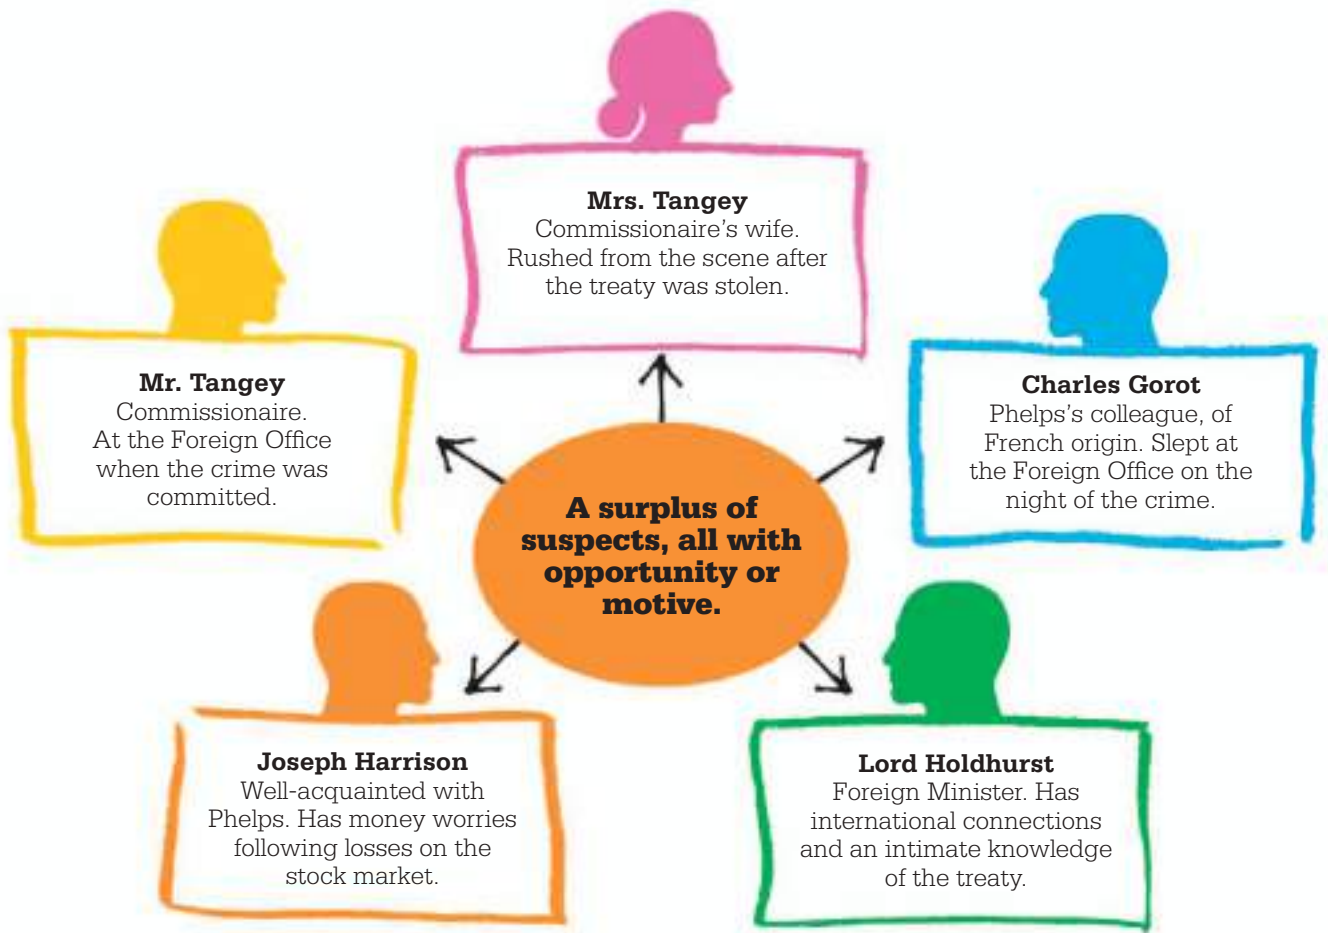 Mrs. Tangey
Commissionaire’s wife.
Rushed from the scene after
the treaty was stolen.
Mr. Tangey
Commissionaire.
At the Foreign Office
when the crime was
committed.
Charles Gorot
Phelps’s colleague, of
French origin. Slept at
the Foreign Office on the
night of the crime.
A surplus of
suspects, all with
opportunity or
motive.
Joseph Harrison
Well-acquainted with
Phelps. Has money worries
following losses on the
stock market.
Lord Holdhurst
Foreign Minister. Has
international connections
and an intimate knowledge
of the treaty.